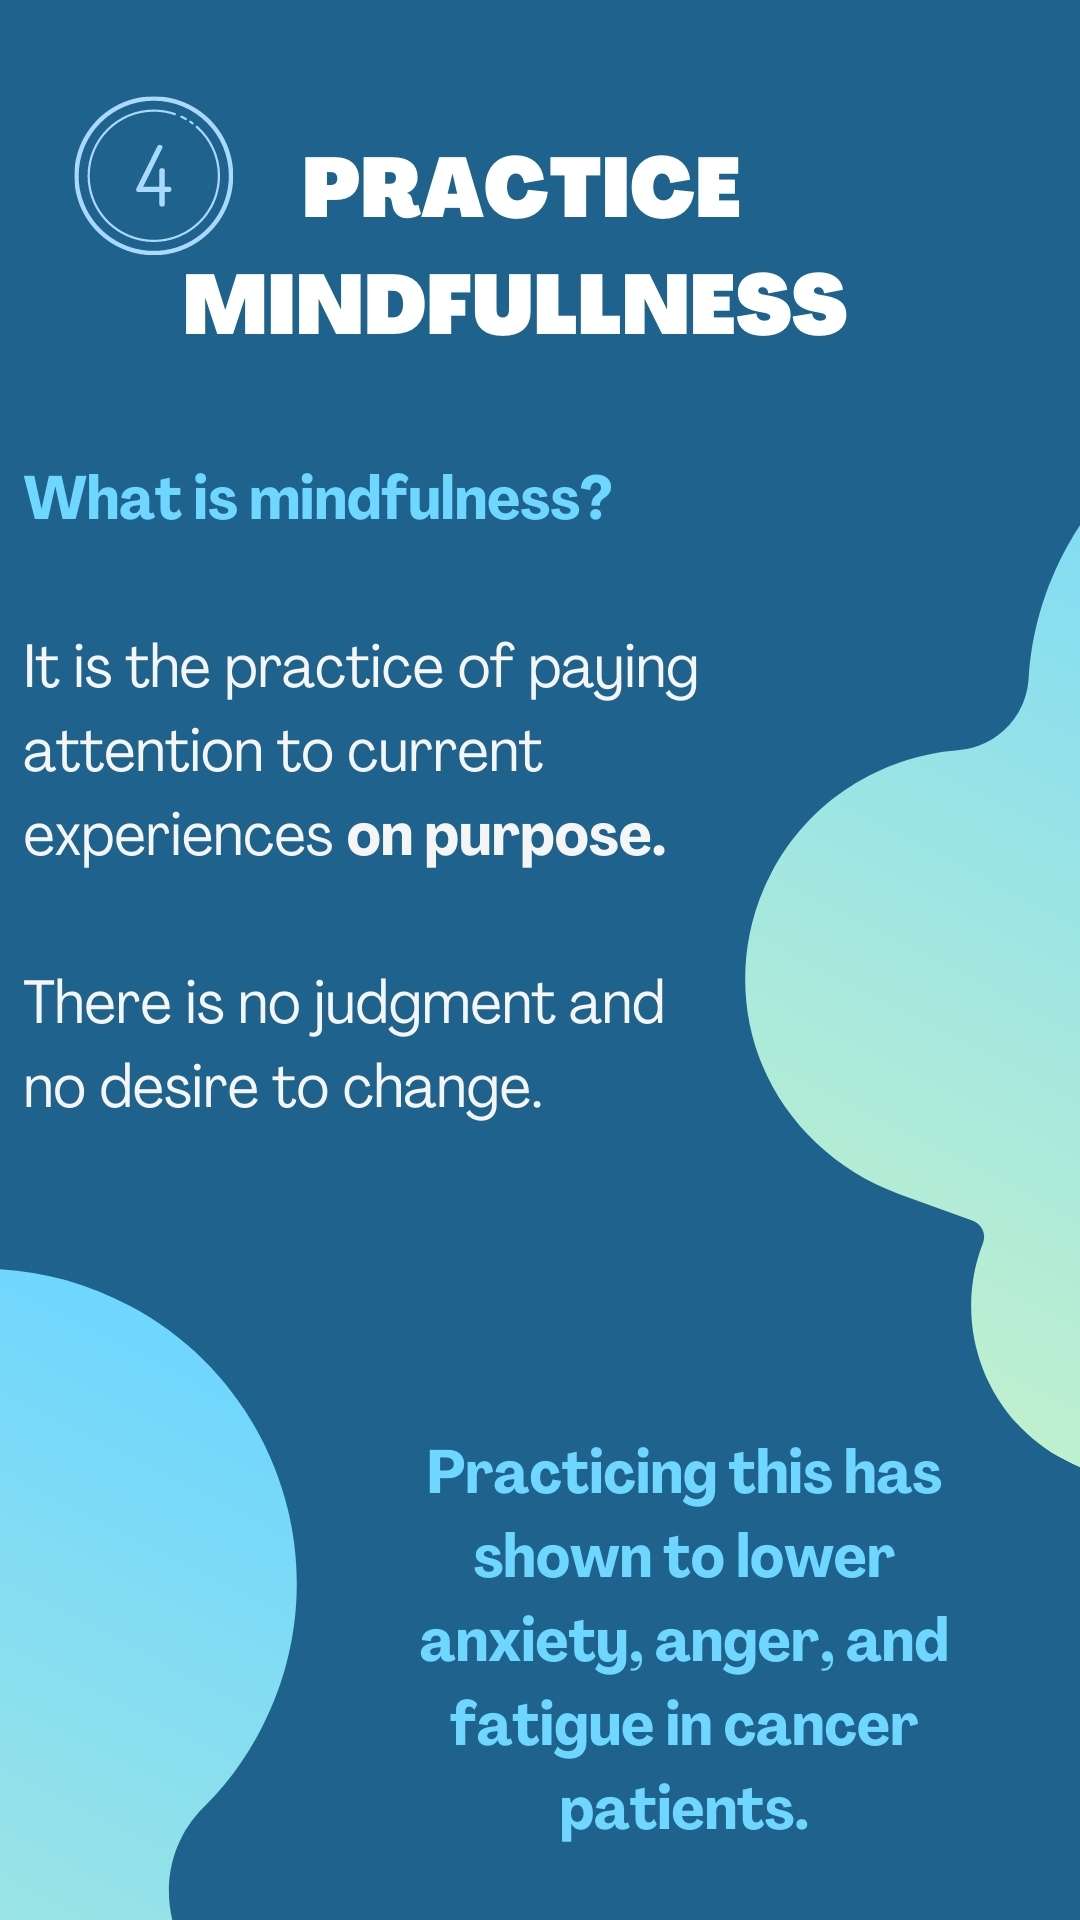 4
PRACTICE
MINDFULLNESS
What is mindfulness?
It is the practice of paying
attention to current
experiences on purpose.
There is no judgment and
no desire to change.
Practicing this has
shown to lower
anxiety, anger, and
fatigue in cancer
patients.